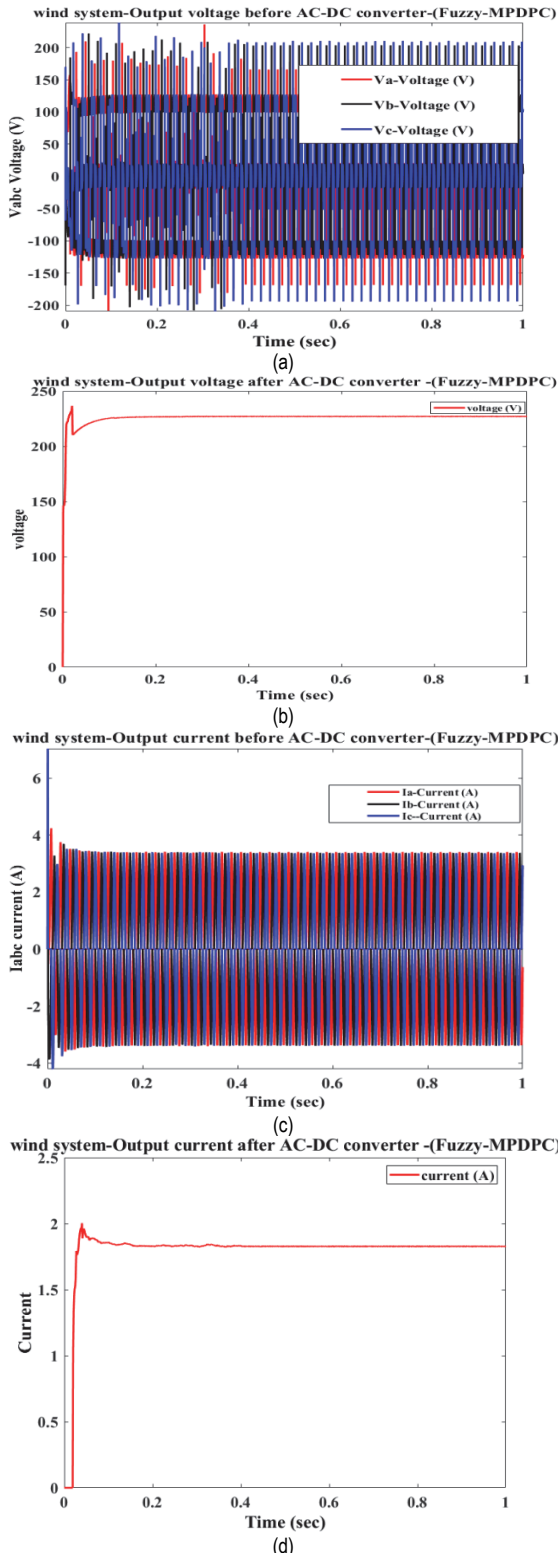 wind system-Output voltage before AC-DC converter-(Fuzzy-MPDPC)
200
150
100
50
0
-50
-100
-150
-200
Vabc Voltage (V)
Va-Voltage (V)
Vb-Voltage (V)
Vc-Voltage (V)
0 0.2 0.4 0.6 0.8 1
Time (sec)
(a)
wind system-Output voltage after AC-DC converter -(Fuzzy-MPDPC)
250
200
150
100
50
0
voltage
voltage (V)
0 0.2 0.4 0.6 0.8 1
Time (sec)
(b)
wind system-Output current before AC-DC converter-(Fuzzy-MPDPC)
6
4
2
0
-2
-4
Iabc current (A)
Ia-Current (A)
Ib-Current (A)
Ic--Current (A)
0 0.2 0.4 0.6 0.8 1
Time (sec)
(c)
wind system-Output current after AC-DC converter -(Fuzzy-MPDPC)
2.5
2
1.5
1
0.5
0
Current
current (A)
0 0.2 0.4 0.6 0.8 1
Time (sec)
(d)